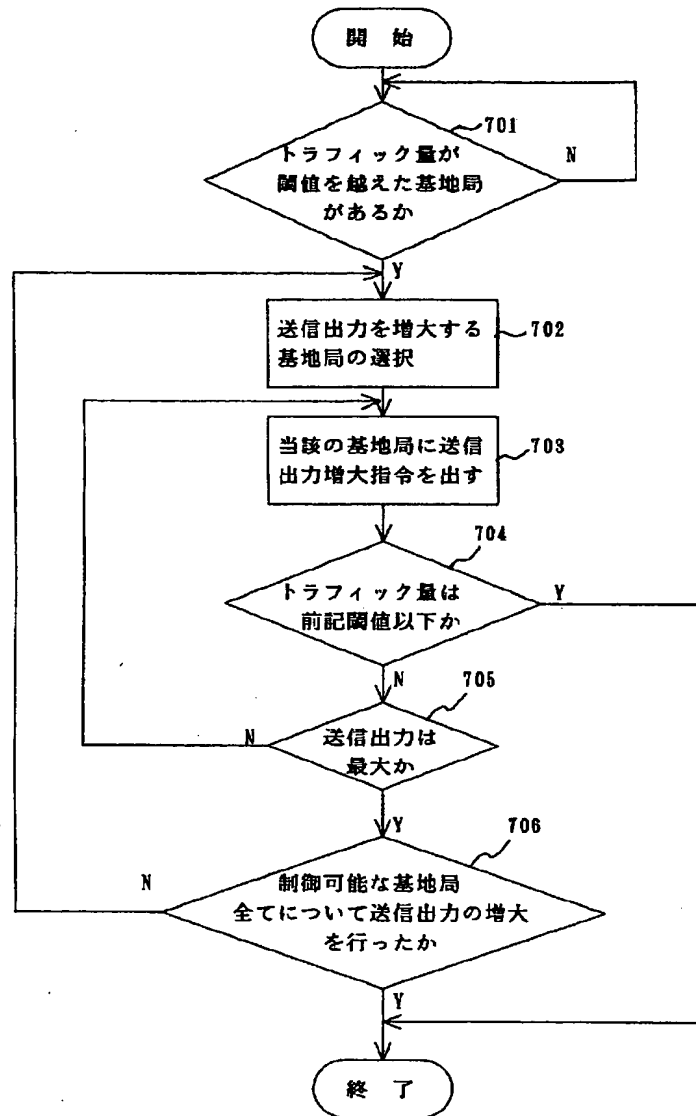 開 始
701
トラフィック量が
閾値を越えた基地局
があるか
N
Y
送信出力を増大する
基地局の選択
702
当該の基地局に送信
出力増大指令を出す
703
704
トラフィック量は
前記閾値以下か
Y
N
705
送信出力は
最大か
N
Y
706
制御可能な基地局
全てについて送信出力の増大
を行ったか
N
Y
終 了